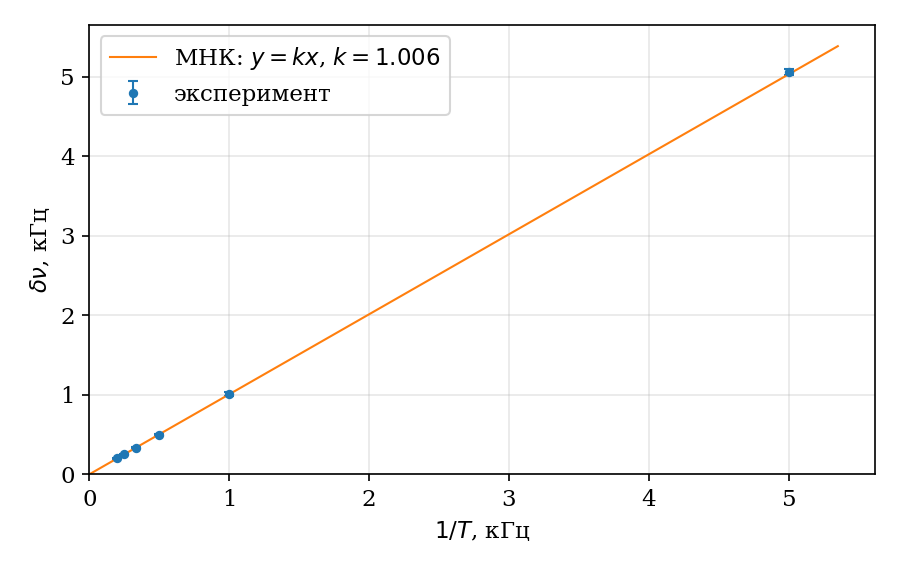 МНК: y = kx, k = 1.006
эксперимент
5
4
3
2
1
0
δν, кГц
0 1 2 3 4 5
1/T, кГц